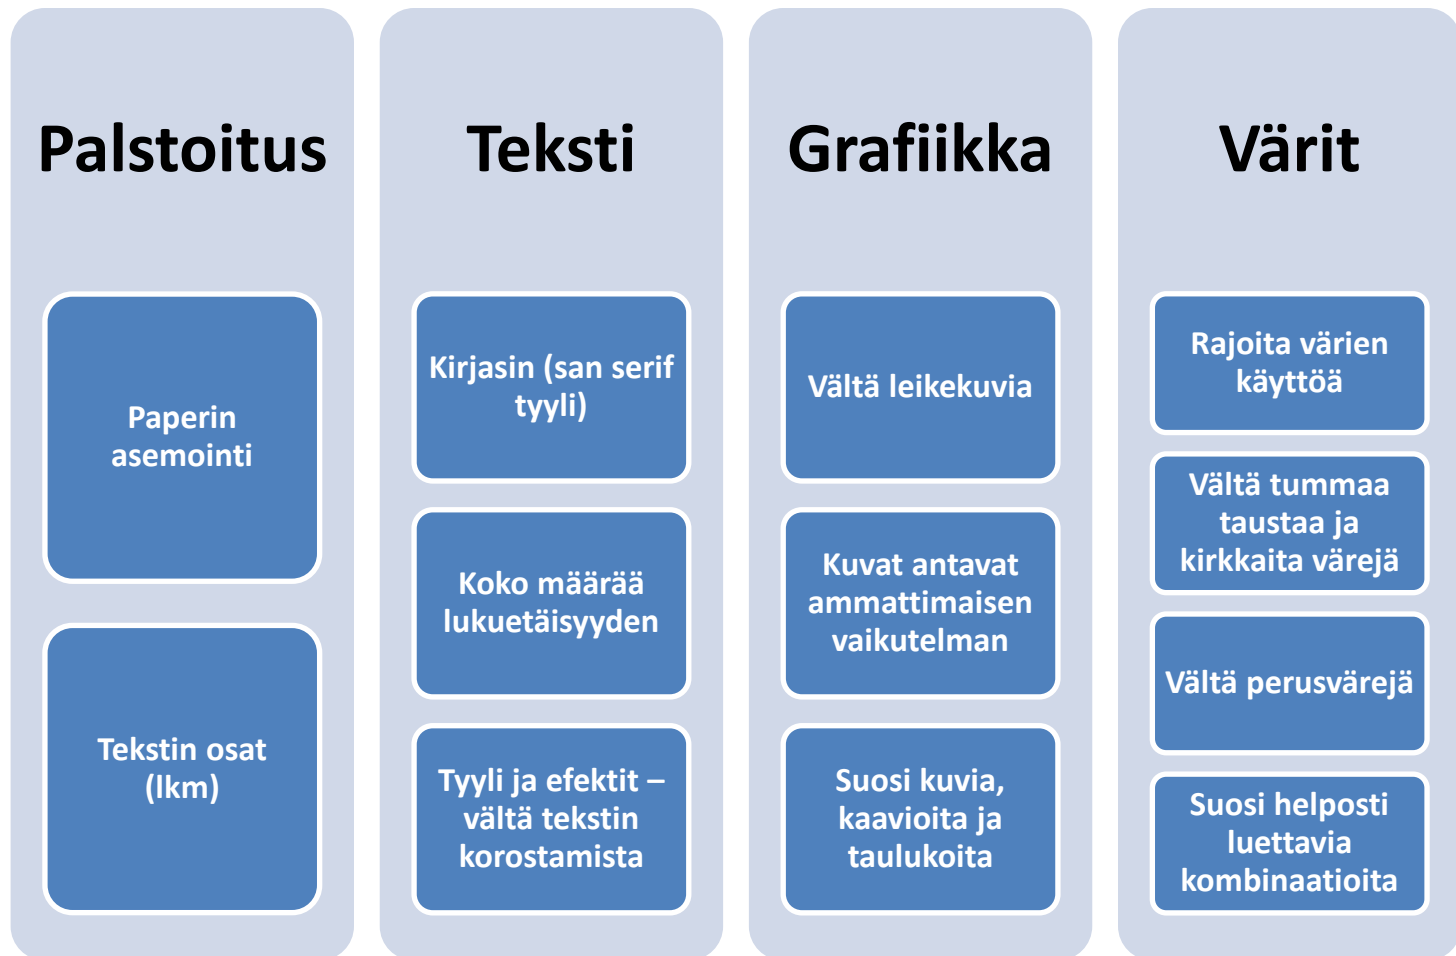 Palstoitus
Paperin
asemointi
Tekstin osat
(lkm)
Teksti
Kirjasin (san serif
tyyli)
Koko määrää
lukuetäisyyden
Tyyli ja efektit –
vältä tekstin
korostamista
Grafiikka
Vältä leikekuvia
Kuvat antavat
ammattimaisen
vaikutelman
Suosi kuvia,
kaavioita ja
taulukoita
Värit
Rajoita värien
käyttöä
Vältä tummaa
taustaa ja
kirkkaita värejä
Vältä perusvärejä
Suosi helposti
luettavia
kombinaatioita